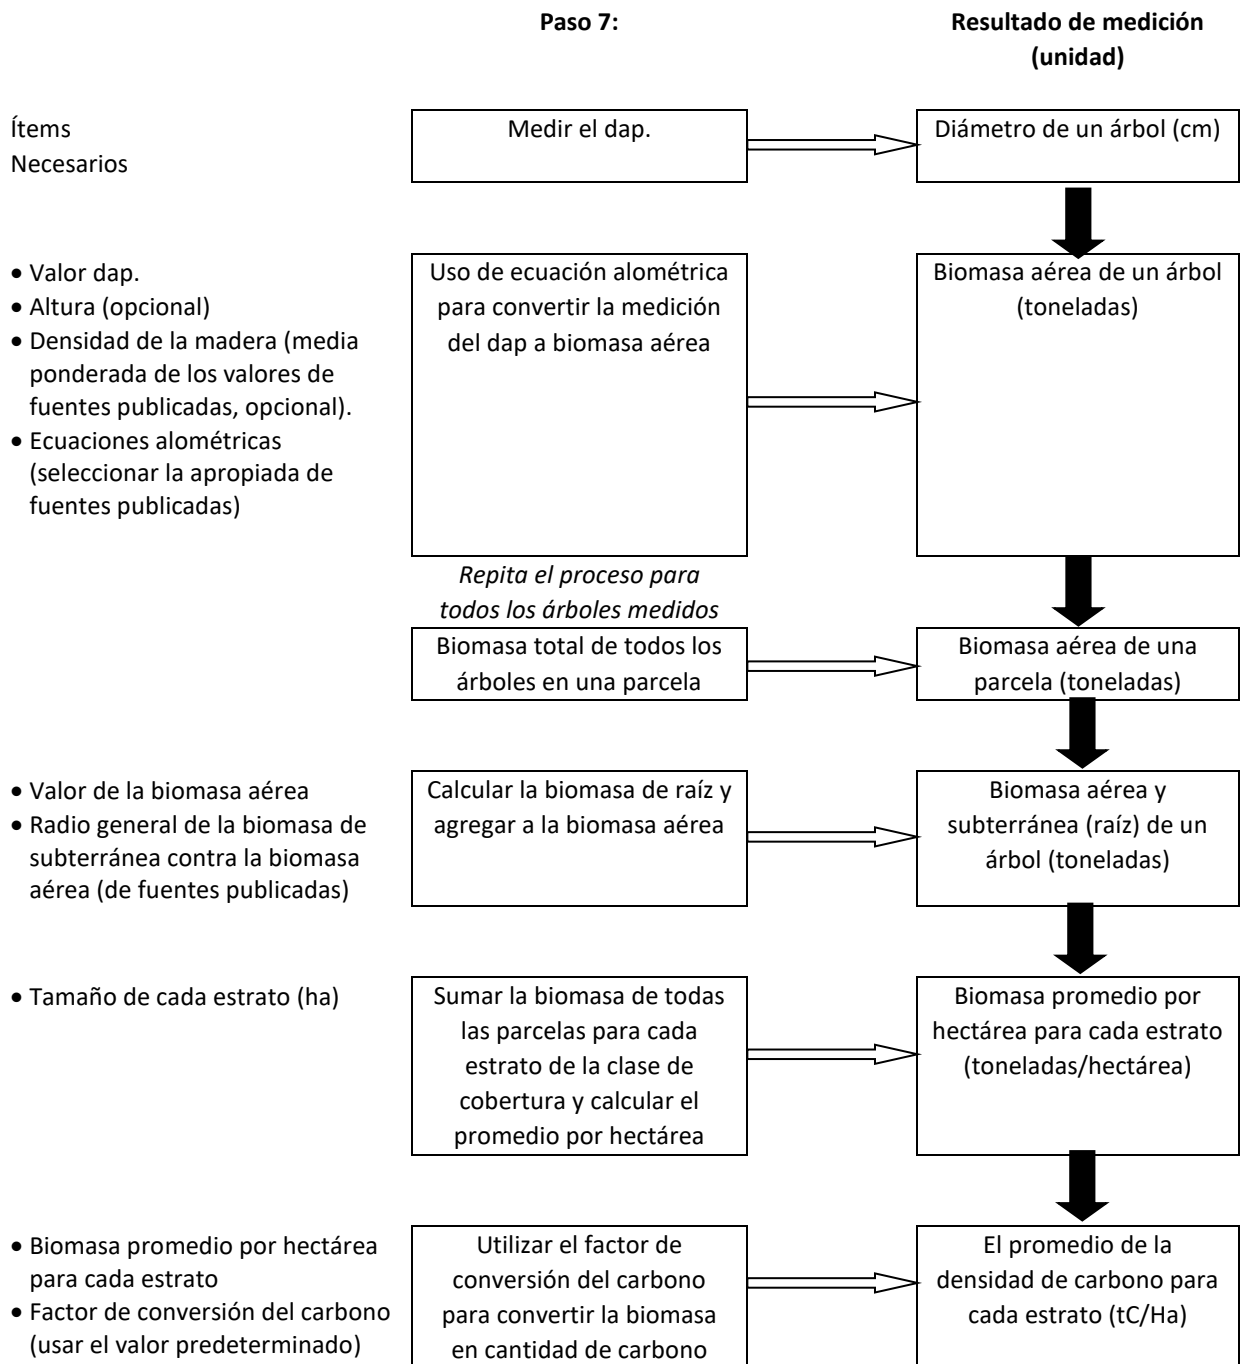 Paso 7:
Resultado de medición
(unidad)
Ítems
Necesarios
Medir el dap.
Diámetro de un árbol (cm)
• Valor dap.
• Altura (opcional)
• Densidad de la madera (media
ponderada de los valores de
fuentes publicadas, opcional).
• Ecuaciones alométricas
(seleccionar la apropiada de
fuentes publicadas)
Uso de ecuación alométrica
para convertir la medición
del dap a biomasa aérea
Biomasa aérea de un árbol
(toneladas)
Repita el proceso para
todos los árboles medidos
Biomasa total de todos los
árboles en una parcela
Biomasa aérea de una
parcela (toneladas)
• Valor de la biomasa aérea
• Radio general de la biomasa de
subterránea contra la biomasa
aérea (de fuentes publicadas)
Calcular la biomasa de raíz y
agregar a la biomasa aérea
Biomasa aérea y
subterránea (raíz) de un
árbol (toneladas)
• Tamaño de cada estrato (ha)
Sumar la biomasa de todas
las parcelas para cada
estrato de la clase de
cobertura y calcular el
promedio por hectárea
Biomasa promedio por
hectárea para cada estrato
(toneladas/hectárea)
• Biomasa promedio por hectárea
para cada estrato
• Factor de conversión del carbono
(usar el valor predeterminado)
Utilizar el factor de
conversión del carbono
para convertir la biomasa
en cantidad de carbono
El promedio de la
densidad de carbono para
cada estrato (tC/Ha)